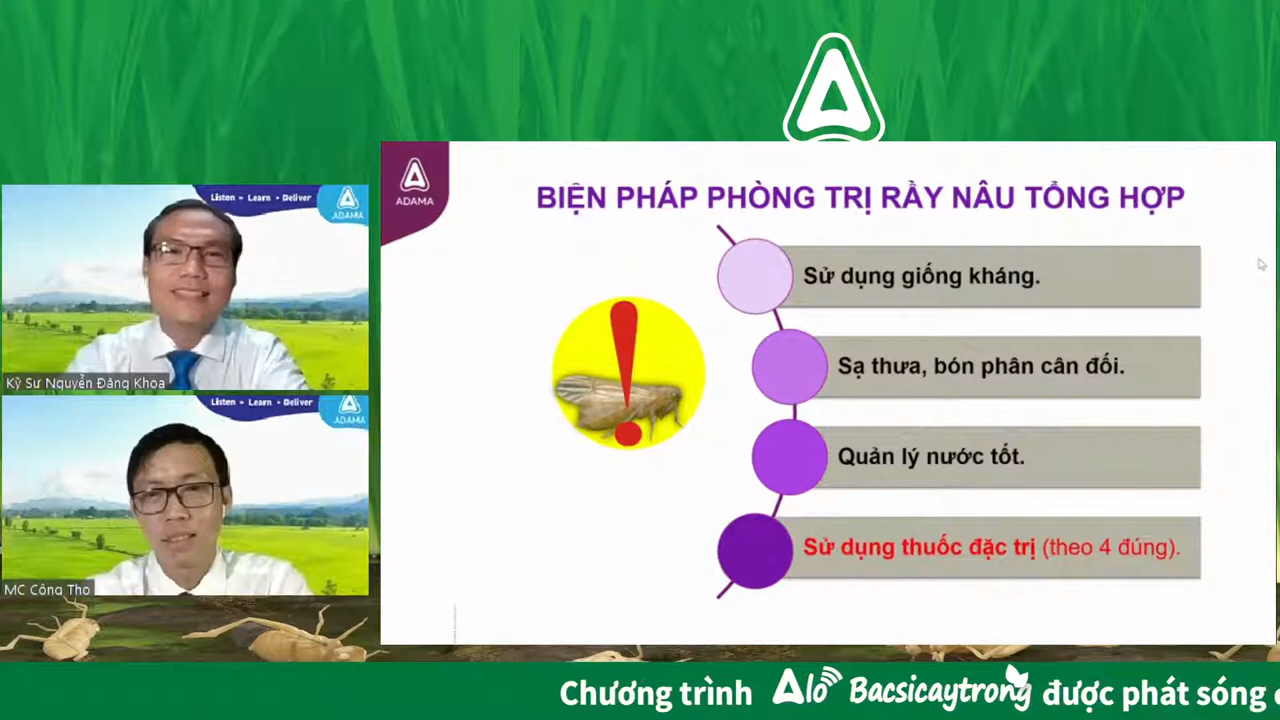 Listen • Learn • Deliver
ADAMA
Kỹ Sư Nguyễn Đăng Khoa
Listen • Learn • Deliver
ADAMA
MC Công Tho
ADAMA
BIỆN PHÁP PHÒNG TRỊ RẦY NÂU TỔNG HỢP
Sử dụng giống kháng.
Sạ thưa, bón phân cân đối.
Quản lý nước tốt.
Sử dụng thuốc đặc trị (theo 4 đúng).
Chương trình Alo Bacsicaytrong được phát sóng